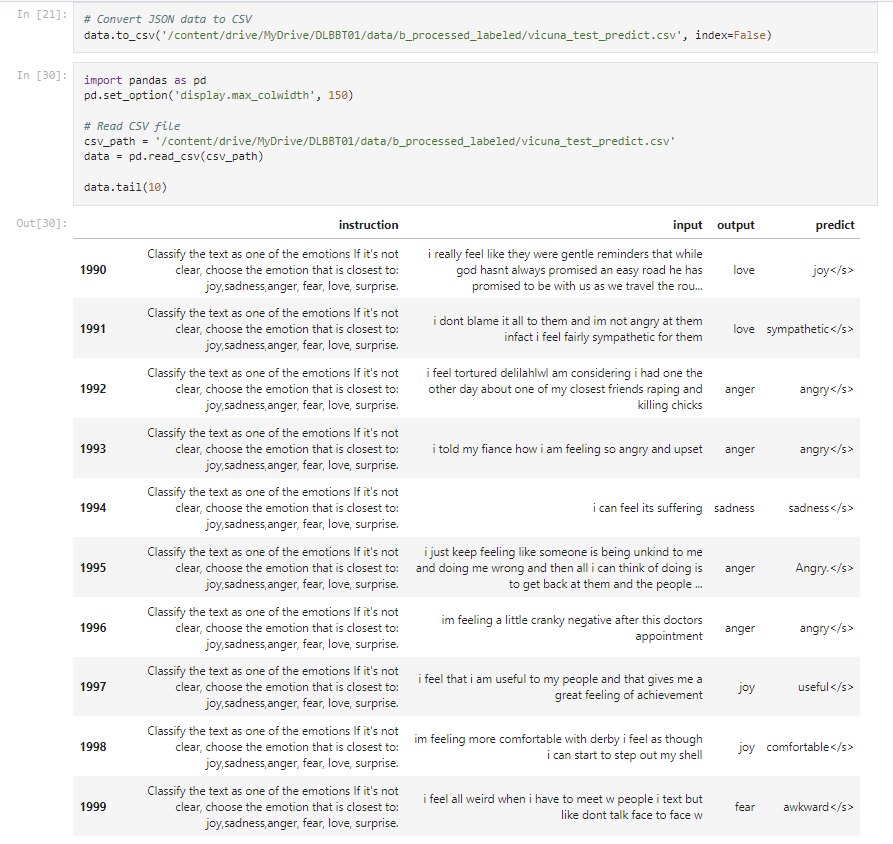 In [21]:
# Convert JSON data to CSV
data.to_csv('/content/drive/MyDrive/DLBBT01/data/b_processed_labeled/vicuna_test_predict.csv', index=False)
In [30]:
import pandas as pd
pd.set_option('display.max_colwidth', 150)
# Read CSV file
csv_path = '/content/drive/MyDrive/DLBBT01/data/b_processed_labeled/vicuna_test_predict.csv'
data = pd.read_csv(csv_path)
data.tail(10)
Out[30]:
instruction input output predict
Classify the text as one of the emotions If it's not i really feel like they were gentle reminders that while
1990 clear, choose the emotion that is closest to: god hasnt always promised an easy road he has love joy</s>
joy,sadness,anger, fear, love, surprise. promised to be with us as we travel the rou...
Classify the text as one of the emotions If it's not i dont blame it all to them and im not angry at them
1991 clear, choose the emotion that is closest to: infact i feel fairly sympathetic for them love sympathetic</s>
joy,sadness,anger, fear, love, surprise.
Classify the text as one of the emotions If it's not i feel tortured delilahlwl am considering i had one the
1992 clear, choose the emotion that is closest to: other day about one of my closest friends raping and anger angry</s>
joy,sadness,anger, fear, love, surprise. killing chicks
Classify the text as one of the emotions If it's not
1993 clear, choose the emotion that is closest to: i told my fiance how i am feeling so angry and upset anger angry</s>
joy,sadness,anger, fear, love, surprise.
Classify the text as one of the emotions If it's not
1994 clear, choose the emotion that is closest to: i can feel its suffering sadness sadness</s>
joy,sadness,anger, fear, love, surprise.
Classify the text as one of the emotions If it's not i just keep feeling like someone is being unkind to me
1995 clear, choose the emotion that is closest to: and doing me wrong and then all i can think of doing is anger Angry.</s>
joy,sadness,anger, fear, love, surprise. to get back at them and the people ...
Classify the text as one of the emotions If it's not im feeling a little cranky negative after this doctors
1996 clear, choose the emotion that is closest to: appointment anger angry</s>
joy,sadness,anger, fear, love, surprise.
Classify the text as one of the emotions If it's not i feel that i am useful to my people and that gives me a
1997 clear, choose the emotion that is closest to: great feeling of achievement joy useful</s>
joy,sadness,anger, fear, love, surprise.
Classify the text as one of the emotions If it's not im feeling more comfortable with derby i feel as though
1998 clear, choose the emotion that is closest to: i can start to step out my shell joy comfortable</s>
joy,sadness,anger, fear, love, surprise.
Classify the text as one of the emotions If it's not i feel all weird when i have to meet w people i text but
1999 clear, choose the emotion that is closest to: like dont talk face to face w fear awkward</s>
joy,sadness,anger, fear, love, surprise.